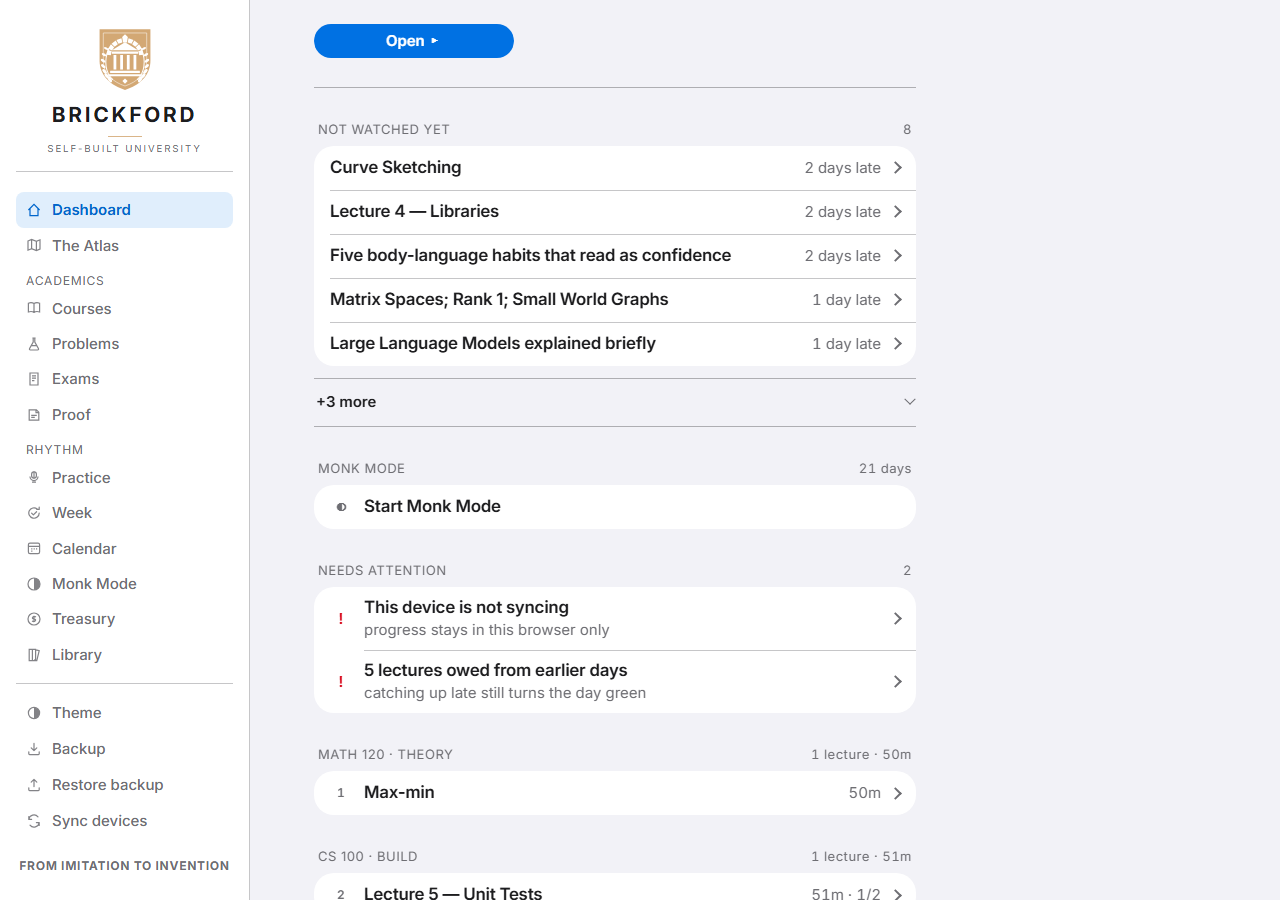 BRICKFORD
SELF-BUILT UNIVERSITY
Dashboard
The Atlas
ACADEMICS
Courses
Problems
Exams
Proof
RHYTHM
Practice
Week
Calendar
Monk Mode
Treasury
Library
Theme
Backup
Restore backup
Sync devices
FROM IMITATION TO INVENTION
Open ▸
NOT WATCHED YET 8
Curve Sketching 2 days late
Lecture 4 — Libraries 2 days late
Five body-language habits that read as confidence 2 days late
Matrix Spaces; Rank 1; Small World Graphs 1 day late
Large Language Models explained briefly 1 day late
+3 more
MONK MODE 21 days
Start Monk Mode
NEEDS ATTENTION 2
! This device is not syncing
progress stays in this browser only
! 5 lectures owed from earlier days
catching up late still turns the day green
MATH 120 · THEORY 1 lecture · 50m
1 Max-min 50m
CS 100 · BUILD 1 lecture · 51m
2 Lecture 5 — Unit Tests 51m · 1/2